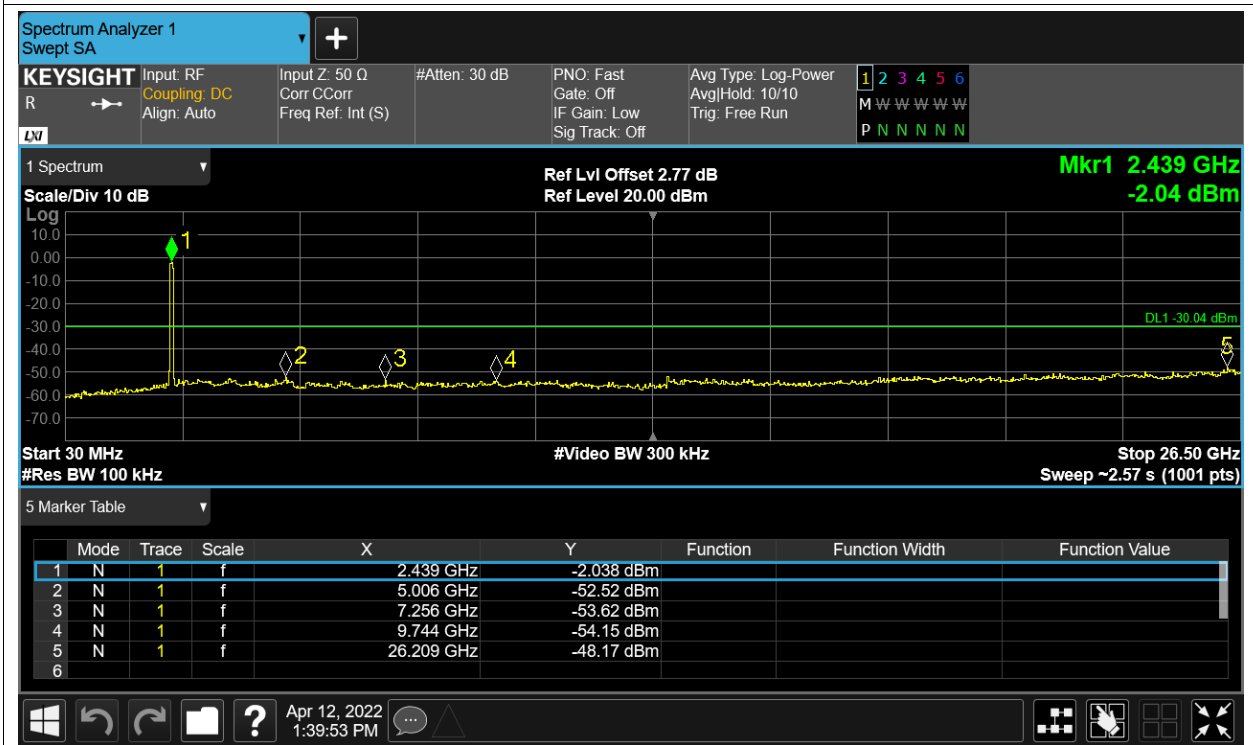 Spectrum Analyzer 1
Swept SA
+
KEYSIGHT Input: RF Input Z: 50 Ω #Atten: 30 dB PNO: Fast Avg Type: Log-Power 1 2 3 4 5 6
R Coupling: DC Corr CCorr Gate: Off Avg|Hold: 10/10 M W W W W W
Align: Auto Freq Ref: Int (S) IF Gain: Low Trig: Free Run
LXI Sig Track: Off P N N N N N
1 Spectrum Ref Lvl Offset 2.77 dB Mkr1 2.439 GHz
Scale/Div 10 dB Ref Level 20.00 dBm -2.04 dBm
Log
10.0 1
0.00
-10.0
-20.0
-30.0 DL1 -30.04 dBm
-40.0 2 3 4 5
-50.0
-60.0
-70.0
Start 30 MHz #Video BW 300 kHz Stop 26.50 GHz
#Res BW 100 kHz Sweep ~2.57 s (1001 pts)
5 Marker Table
Mode Trace Scale X Y Function Function Width Function Value
1 N 1 f 2.439 GHz -2.038 dBm
2 N 1 f 5.006 GHz -52.52 dBm
3 N 1 f 7.256 GHz -53.62 dBm
4 N 1 f 9.744 GHz -54.15 dBm
5 N 1 f 26.209 GHz -48.17 dBm
6
? Apr 12, 2022
1:39:53 PM